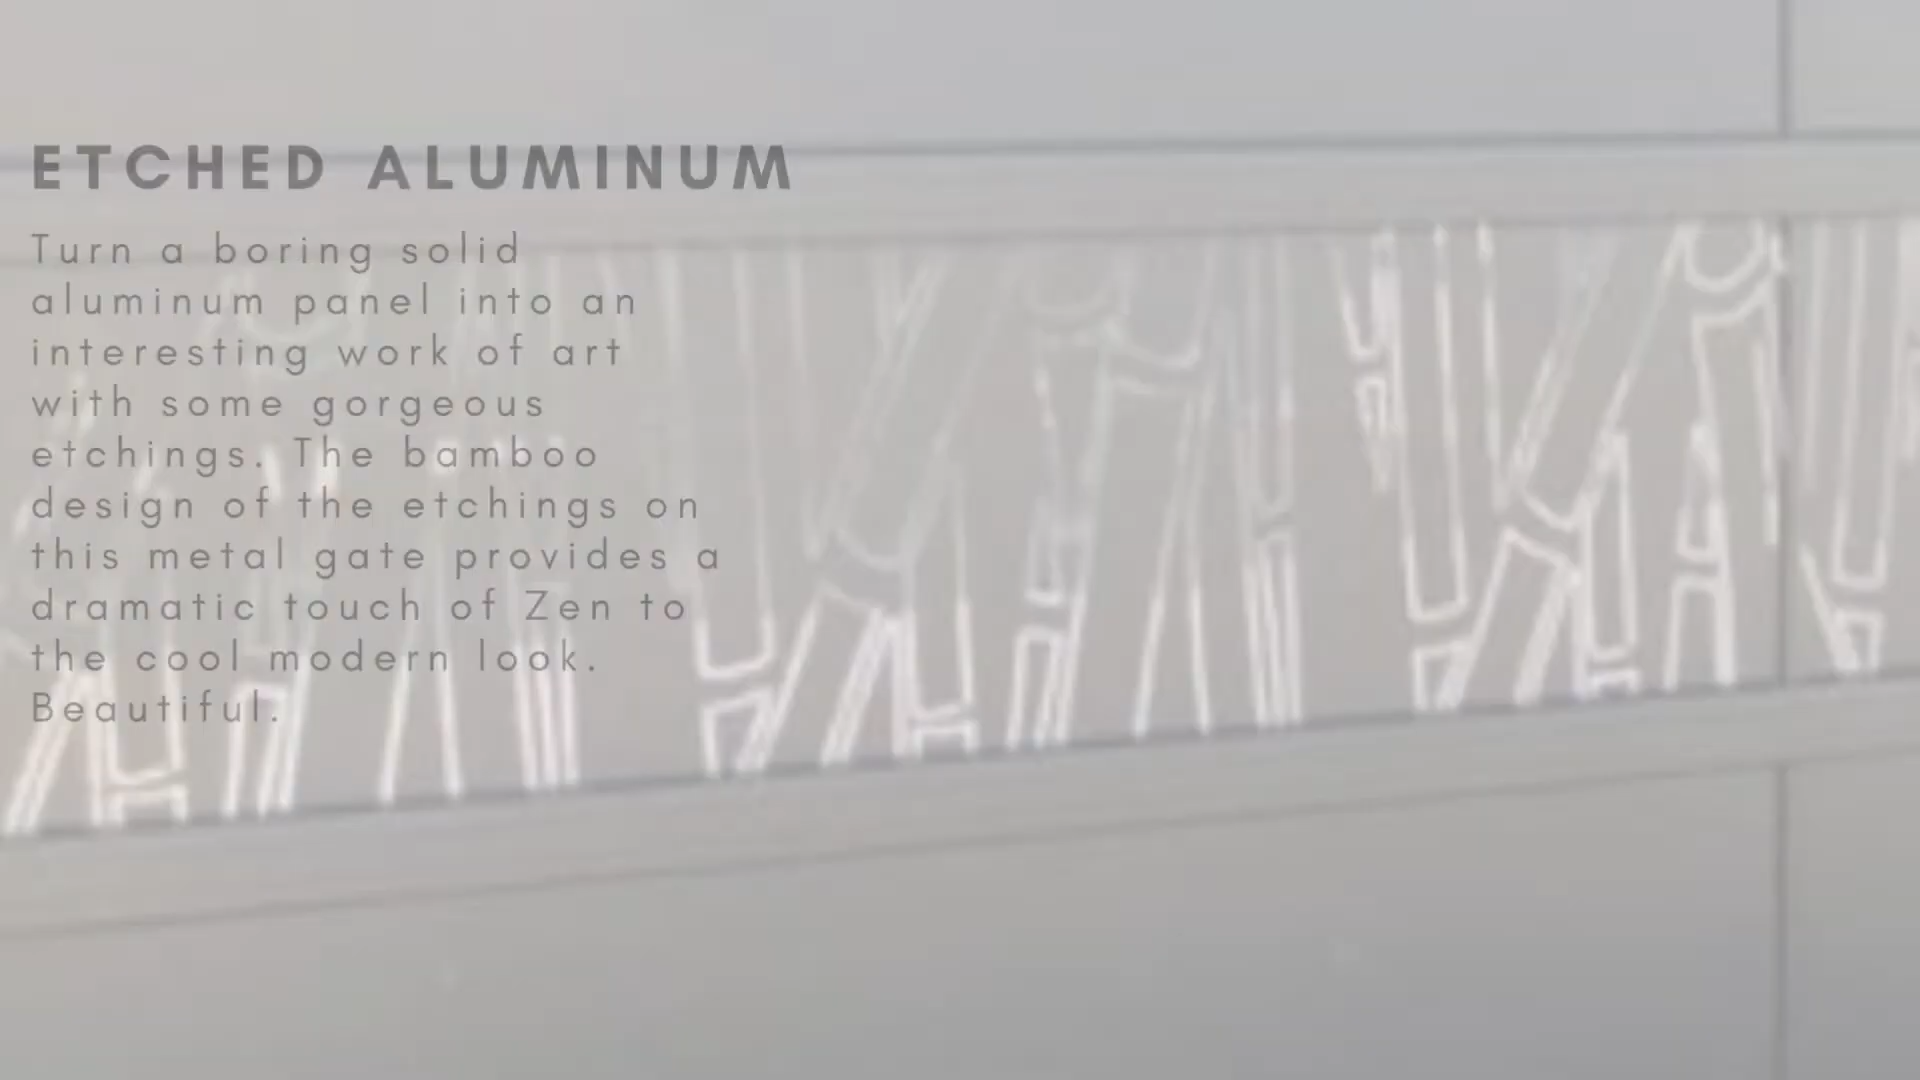 ETCHED ALUMINUM
Turn a boring solid
aluminum panel into an
interesting work of art
with some gorgeous
etchings. The bamboo
design of the etchings on
this metal gate provides a
dramatic touch of Zen to
the cool modern look.
Beautiful.